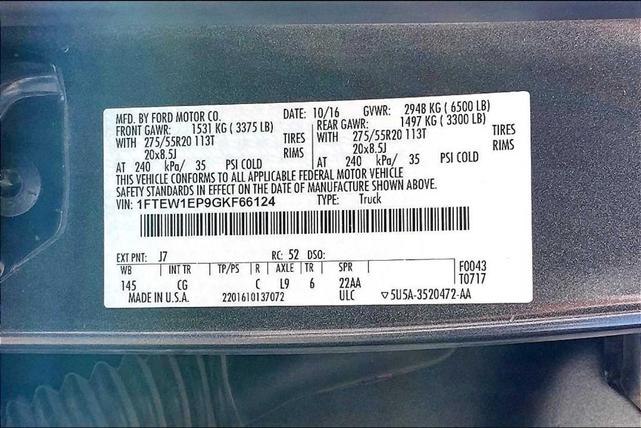 MFD. BY FORD MOTOR CO. DATE: 10/16 GVWR: 2948 KG ( 6500 LB)
FRONT GAWR: 1531 KG ( 3375 LB) REAR GAWR: 1497 KG ( 3300 LB)
WITH 275/55R20 113T TIRES WITH 275/55R20 113T TIRES
20x8.5J RIMS 20x8.5J RIMS
AT 240 kPa/ 35 PSI COLD AT 240 kPa/ 35 PSI COLD
THIS VEHICLE CONFORMS TO ALL APPLICABLE FEDERAL MOTOR VEHICLE
SAFETY STANDARDS IN EFFECT ON THE DATE OF MANUFACTURE SHOWN ABOVE.
VIN: 1FTEW1EP9GKF66124 TYPE: Truck
EXT PNT: J7 RC: 52 DSO:
WB INT TR TP/PS R AXLE TR SPR F0043
145 CG C L9 6 22AA T0717
MADE IN U.S.A. 2201610137072 ULC ▽5U5A-3520472-AA